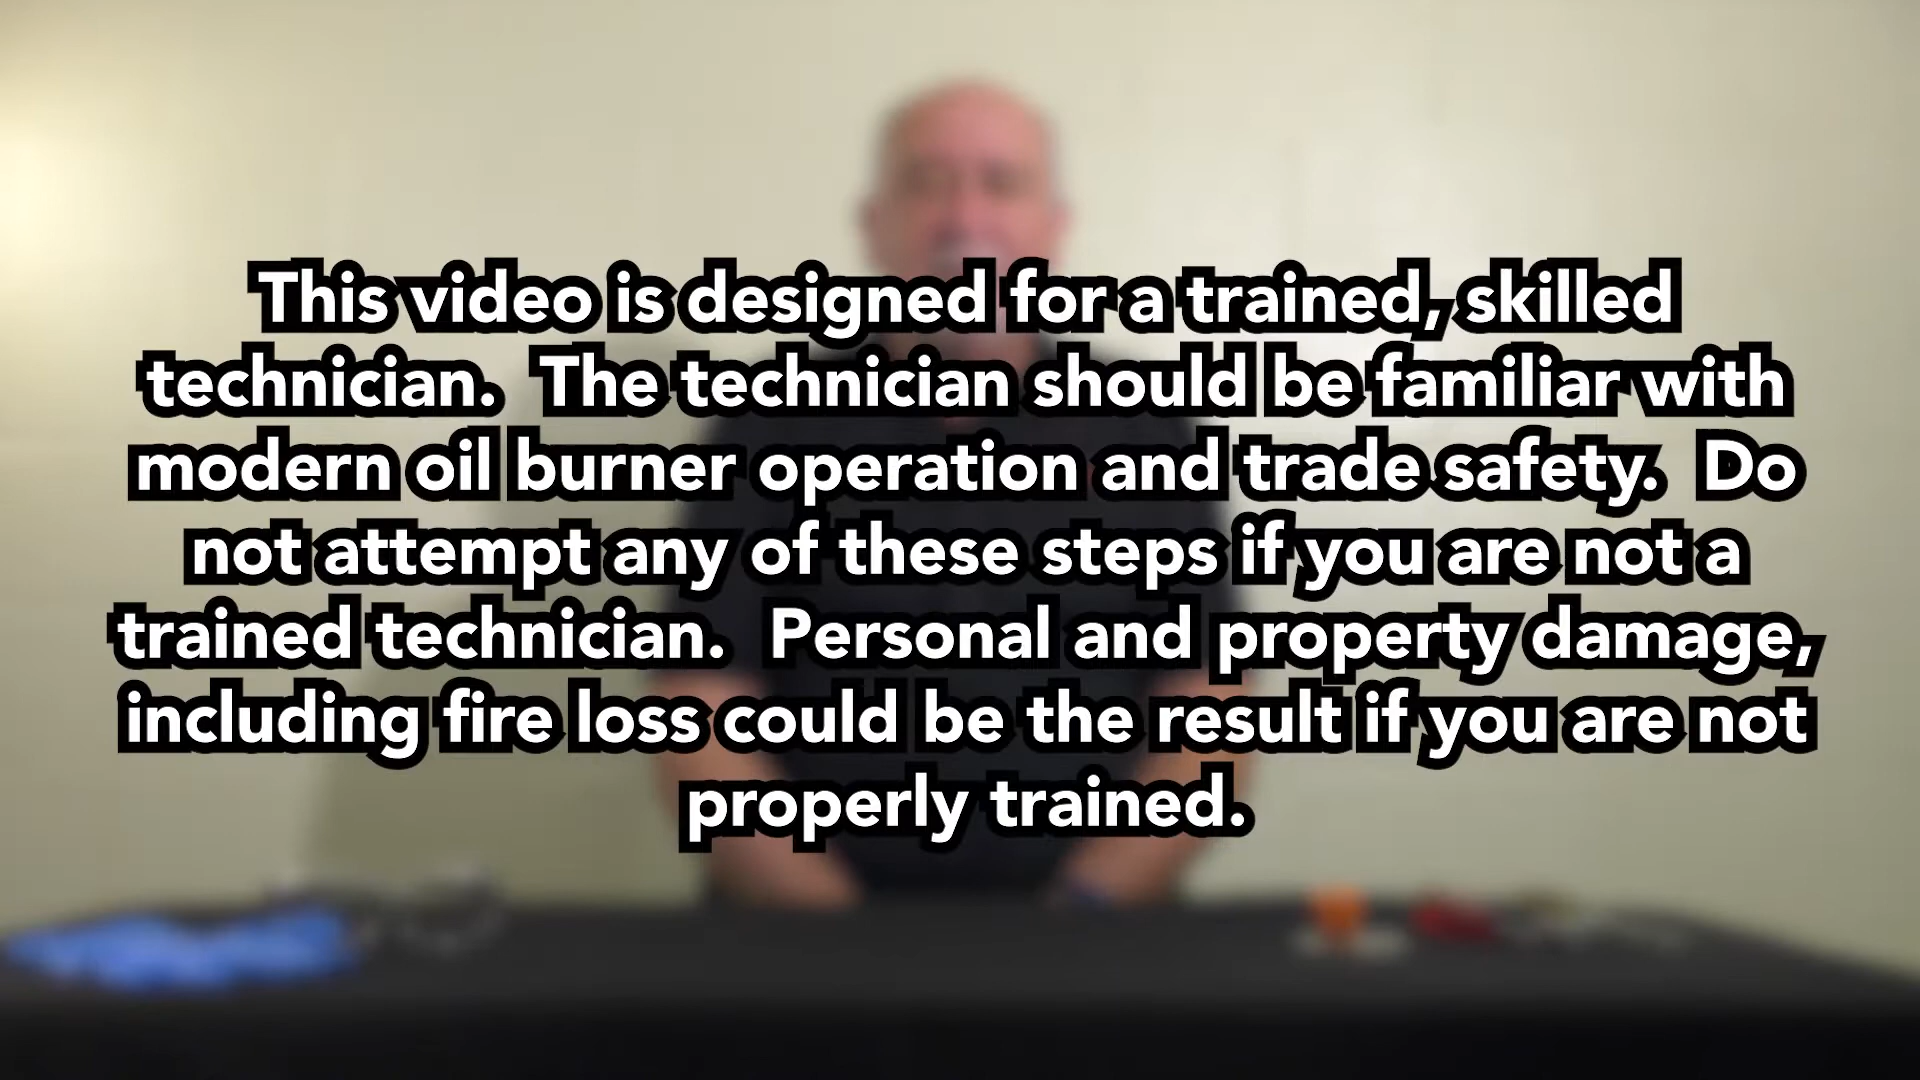 This video is designed for a trained, skilled
technician.  The technician should be familiar with
modern oil burner operation and trade safety.  Do
not attempt any of these steps if you are not a
trained technician.  Personal and property damage,
including fire loss could be the result if you are not
properly trained.